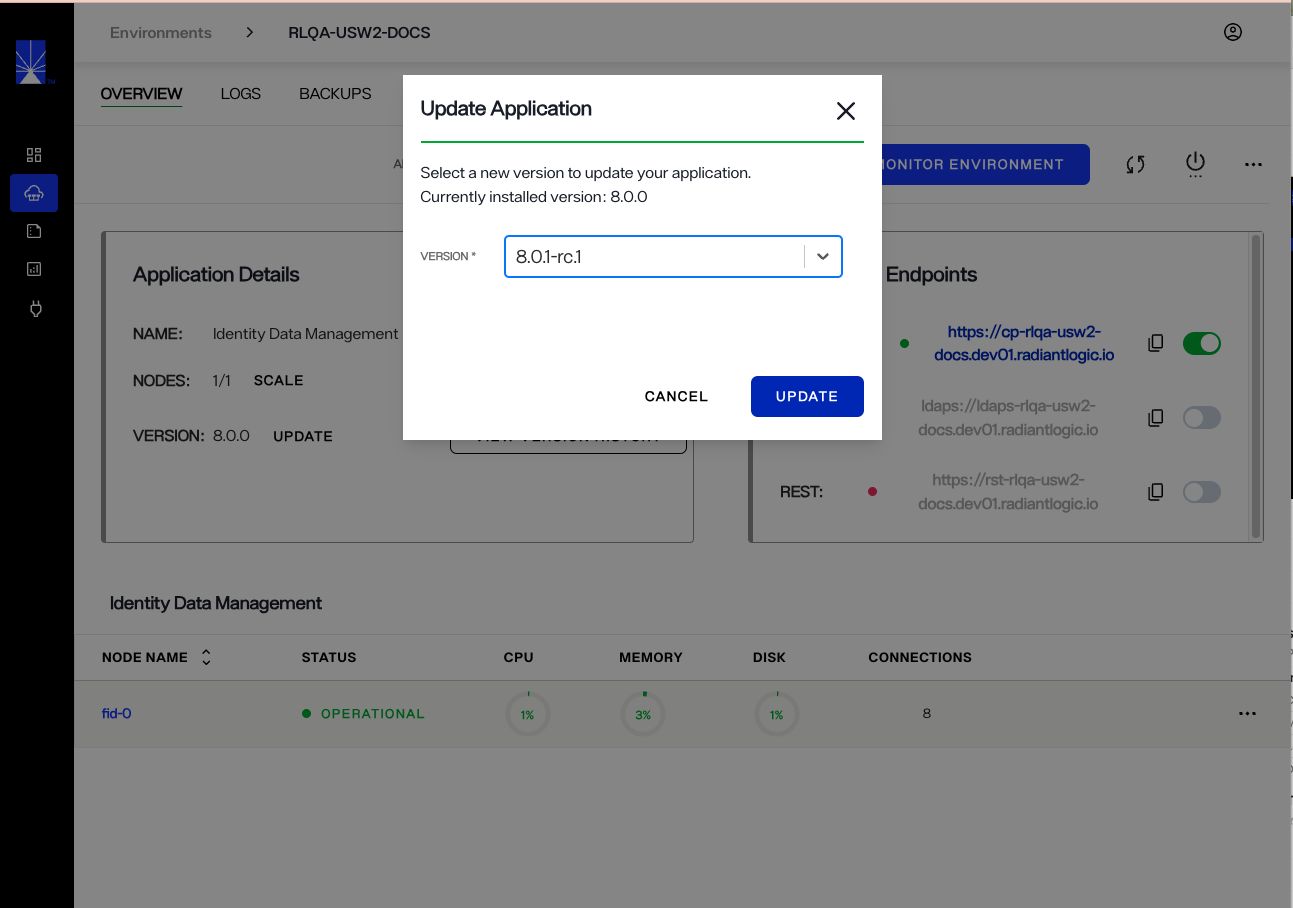 Environments > RLQA-USW2-DOCS
OVERVIEW LOGS BACKUPS
Update Application
Select a new version to update your application.
Currently installed version: 8.0.0
VERSION * 8.0.1-rc.1
CANCEL UPDATE
MONITOR ENVIRONMENT
Application Details
NAME: Identity Data Management
NODES: 1/1 SCALE
VERSION: 8.0.0 UPDATE
VIEW VERSION HISTORY
Endpoints
https://cp-rlqa-usw2-
docs.dev01.radiantlogic.io
ldaps://ldaps-rlqa-usw2-
docs.dev01.radiantlogic.io
REST: https://rst-rlqa-usw2-
docs.dev01.radiantlogic.io
Identity Data Management
NODE NAME STATUS CPU MEMORY DISK CONNECTIONS
fid-0 OPERATIONAL 1% 3% 1% 8